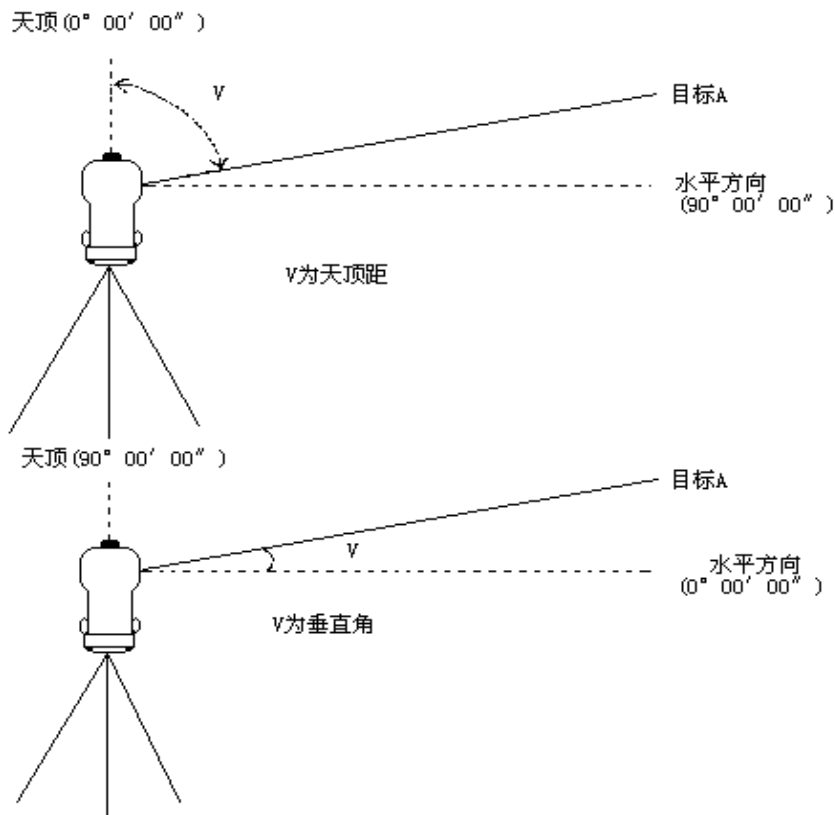 天顶(0° 00′ 00″)
V
目标A
水平方向
(90° 00′ 00″)
V为天顶距
天顶(90° 00′ 00″)
目标A
V
水平方向
(0° 00′ 00″)
V为垂直角